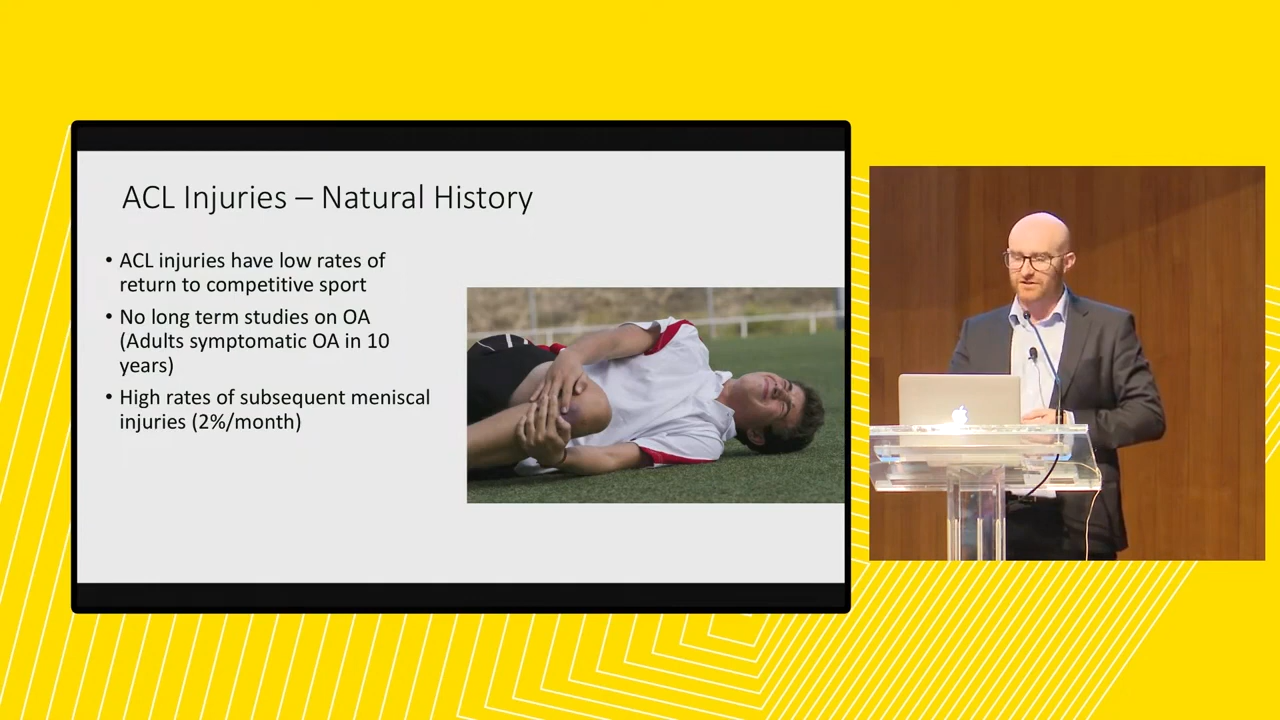 ACL Injuries – Natural History
• ACL injuries have low rates of
return to competitive sport
• No long term studies on OA
(Adults symptomatic OA in 10
years)
• High rates of subsequent meniscal
injuries (2%/month)